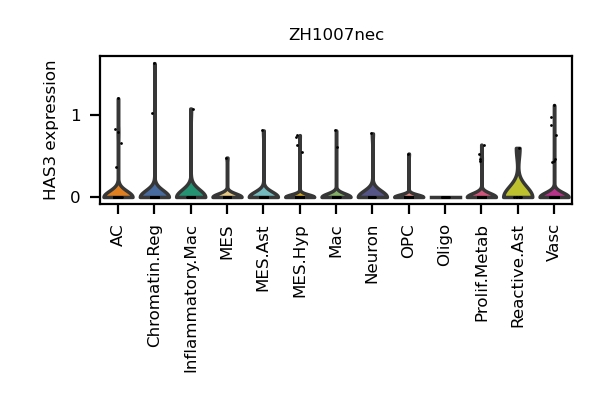 ZH1007nec
HAS3 expression
1
0
AC
Chromatin.Reg
Inflammatory.Mac
MES
MES.Ast
MES.Hyp
Mac
Neuron
OPC
Oligo
Prolif.Metab
Reactive.Ast
Vasc